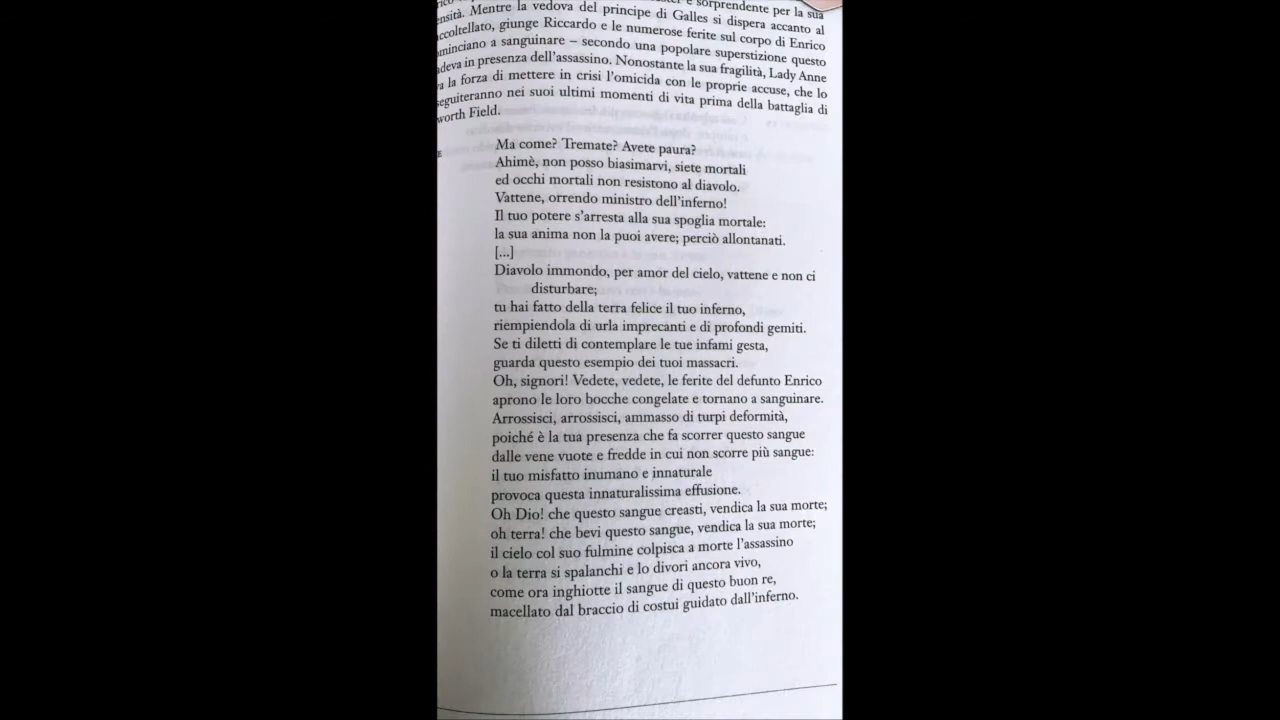 sorprendente per la sua
ensità. Mentre la vedova del principe di Galles si dispera accanto al
accoltellato, giunge Riccardo e le numerose ferite sul corpo di Enrico
ominciano a sanguinare – secondo una popolare superstizione questo
adeva in presenza dell'assassino. Nonostante la sua fragilità, Lady Anne
va la forza di mettere in crisi l'omicida con le proprie accuse, che lo
seguiteranno nei suoi ultimi momenti di vita prima della battaglia di
worth Field.
E
Ma come? Tremate? Avete paura?
Ahimè, non posso biasimarvi, siete mortali
ed occhi mortali non resistono al diavolo.
Vattene, orrendo ministro dell'inferno!
Il tuo potere s'arresta alla sua spoglia mortale:
la sua anima non la puoi avere; perciò allontanati.
[...]
Diavolo immondo, per amor del cielo, vattene e non ci
disturbare;
tu hai fatto della terra felice il tuo inferno,
riempiendola di urla imprecanti e di profondi gemiti.
Se ti diletti di contemplare le tue infami gesta,
guarda questo esempio dei tuoi massacri.
Oh, signori! Vedete, vedete, le ferite del defunto Enrico
aprono le loro bocche congelate e tornano a sanguinare.
Arrossisci, arrossisci, ammasso di turpi deformità,
poiché è la tua presenza che fa scorrer questo sangue
dalle vene vuote e fredde in cui non scorre più sangue:
il tuo misfatto inumano e innaturale
provoca questa innaturalissima effusione.
Oh Dio! che questo sangue creasti, vendica la sua morte;
oh terra! che bevi questo sangue, vendica la sua morte;
il cielo col suo fulmine colpisca a morte l'assassino
o la terra si spalanchi e lo divori ancora vivo,
come ora inghiotte il sangue di questo buon re,
macellato dal braccio di costui guidato dall'inferno.